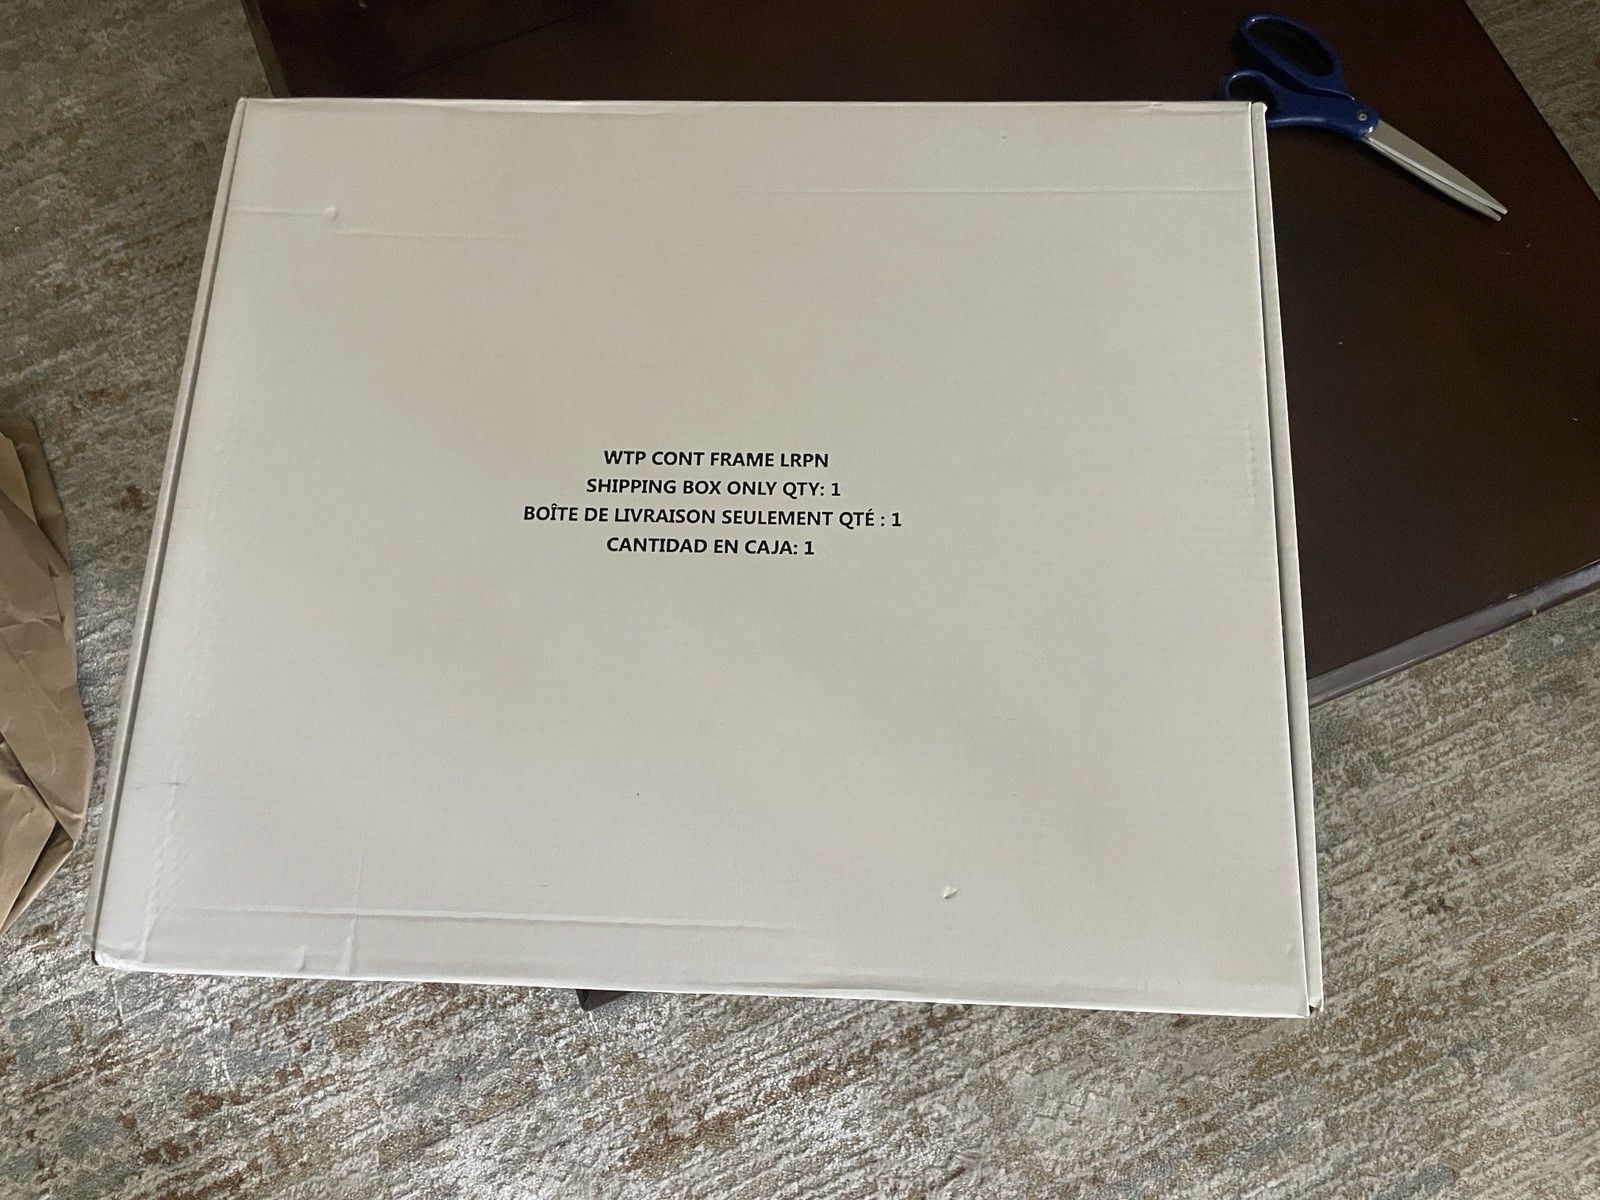 WTP CONT FRAME LRPN
SHIPPING BOX ONLY QTY: 1
BOÎTE DE LIVRAISON SEULEMENT QTÉ : 1
CANTIDAD EN CAJA: 1